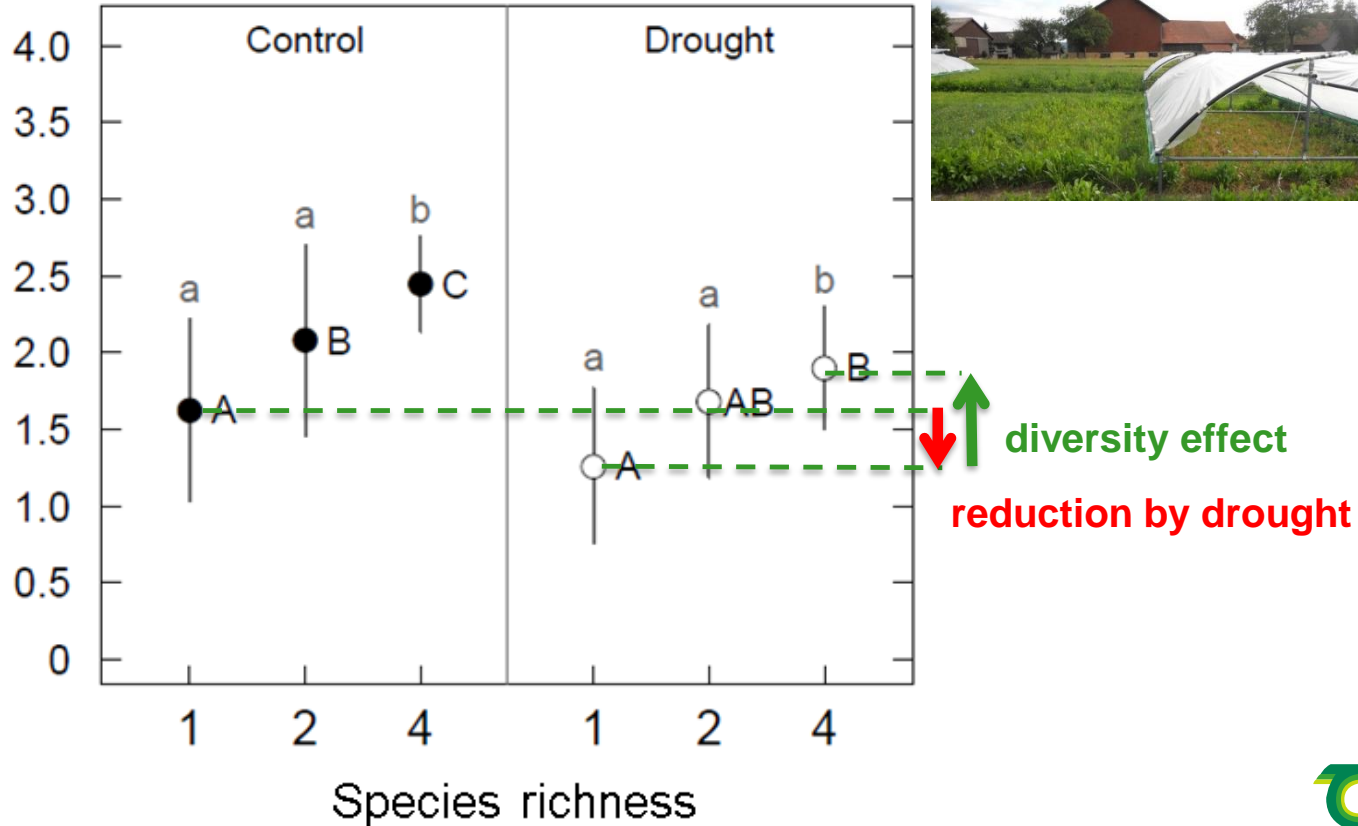 Control Drought
4.0
3.5
3.0
2.5
2.0
1.5
1.0
0.5
0
a a b
A B C
a a b
A AB B
diversity effect
reduction by drought
1 2 4 1 2 4
Species richness